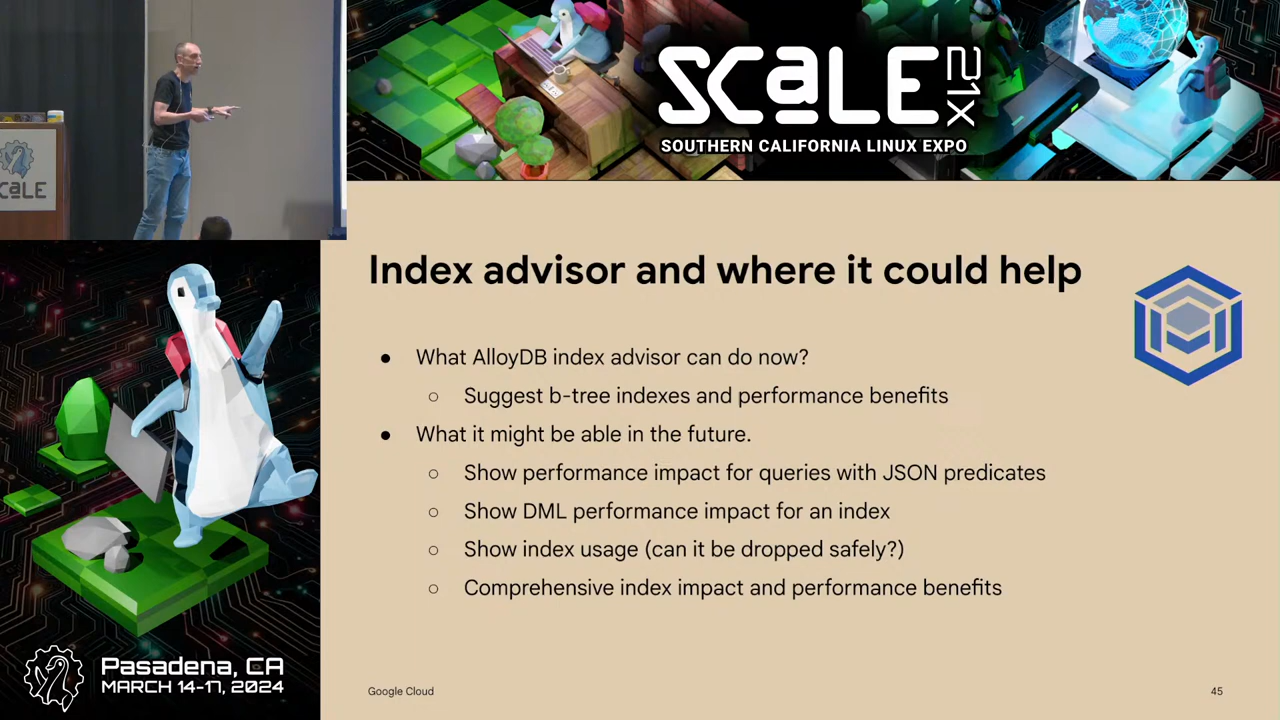 SCALE
SCALE 21X
SOUTHERN CALIFORNIA LINUX EXPO
Index advisor and where it could help
● What AlloyDB index advisor can do now?
○ Suggest b-tree indexes and performance benefits
● What it might be able in the future.
○ Show performance impact for queries with JSON predicates
○ Show DML performance impact for an index
○ Show index usage (can it be dropped safely?)
○ Comprehensive index impact and performance benefits
Pasadena, CA
MARCH 14-17, 2024
Google Cloud
45